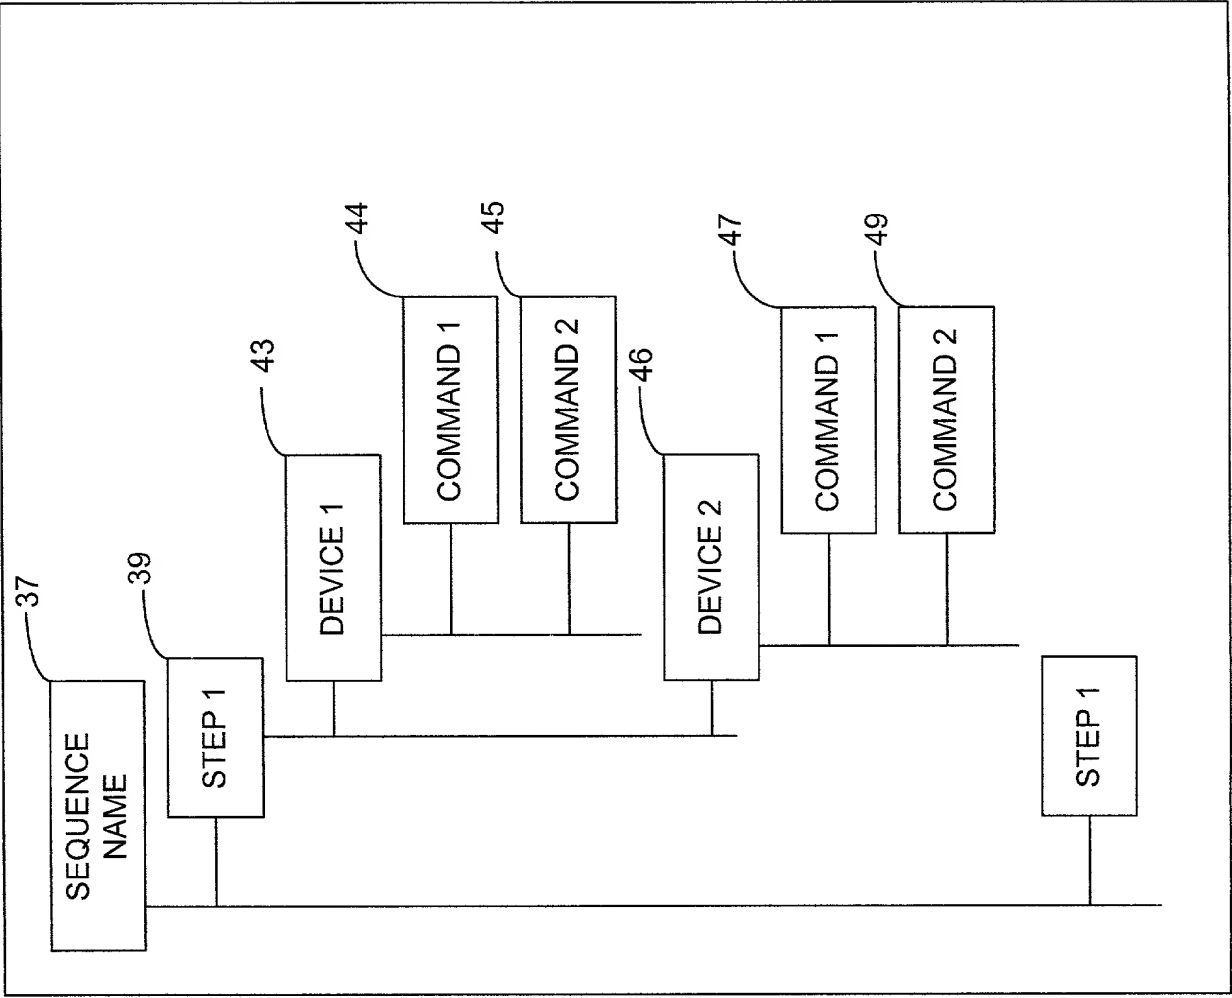 37
SEQUENCE
NAME
39
STEP 1
43
DEVICE 1
44
COMMAND 1
45
COMMAND 2
46
DEVICE 2
47
COMMAND 1
49
COMMAND 2
STEP 1